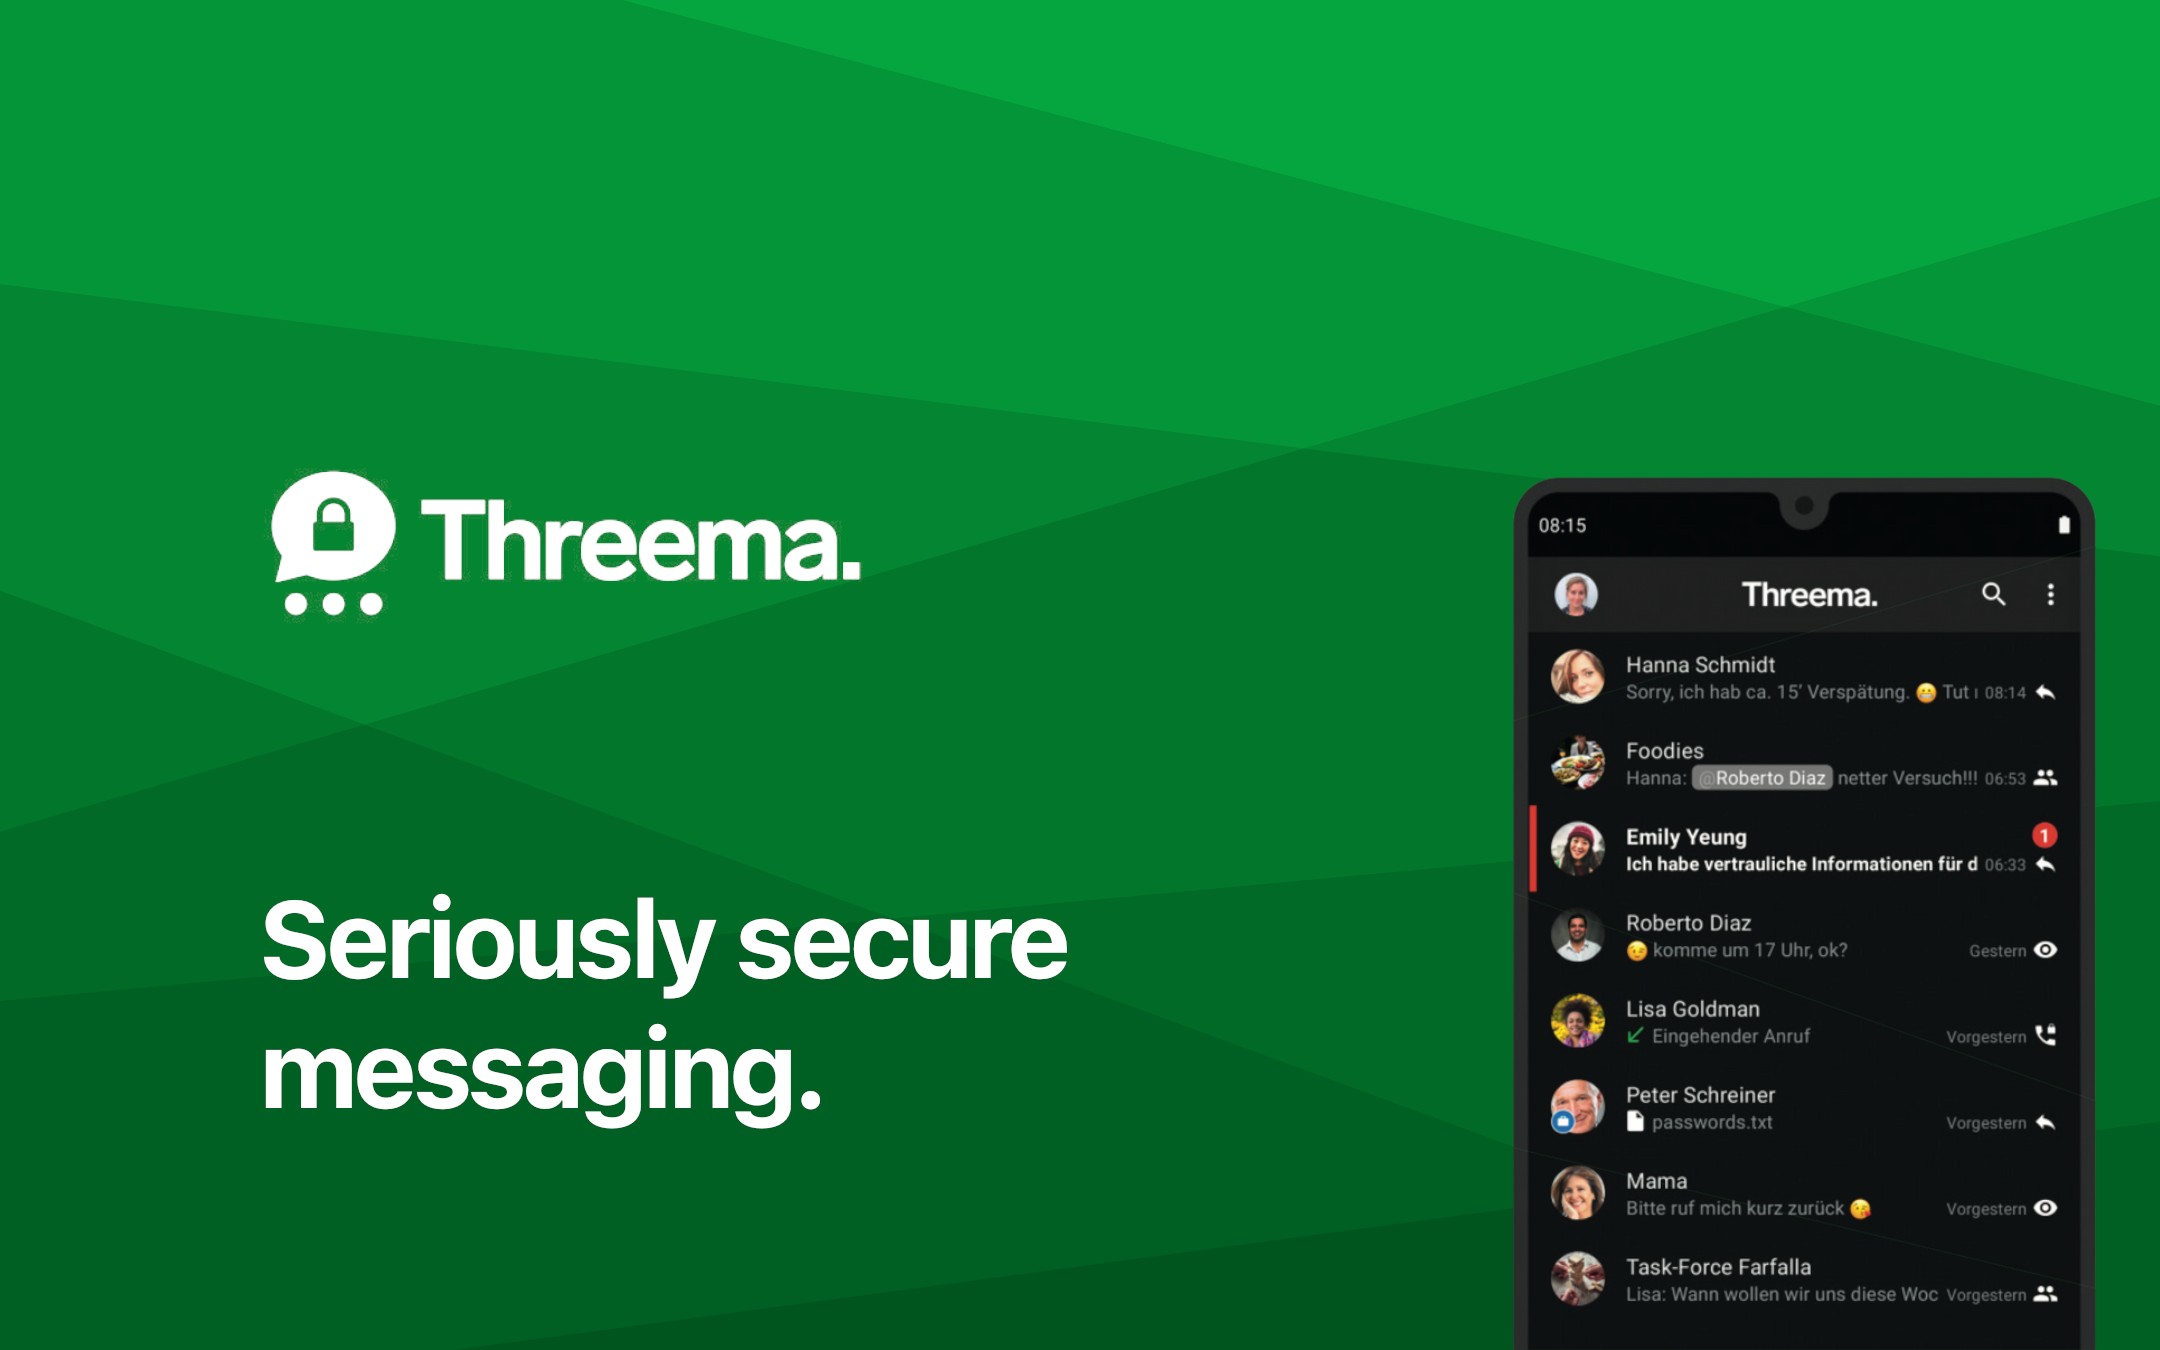 Threema.
Seriously secure
messaging.
08:15
Threema.
Hanna Schmidt
Sorry, ich hab ca. 15' Verspätung. 😬 Tut 08:14
Foodies
Hanna: @Roberto Diaz netter Versuch!!! 06:53
Emily Yeung 1
Ich habe vertrauliche Informationen für d 06:33
Roberto Diaz
😉 komme um 17 Uhr, ok? Gestern
Lisa Goldman
Eingehender Anruf Vorgestern
Peter Schreiner
passwords.txt Vorgestern
Mama
Bitte ruf mich kurz zurück 😘 Vorgestern
Task-Force Farfalla
Lisa: Wann wollen wir uns diese Woc Vorgestern